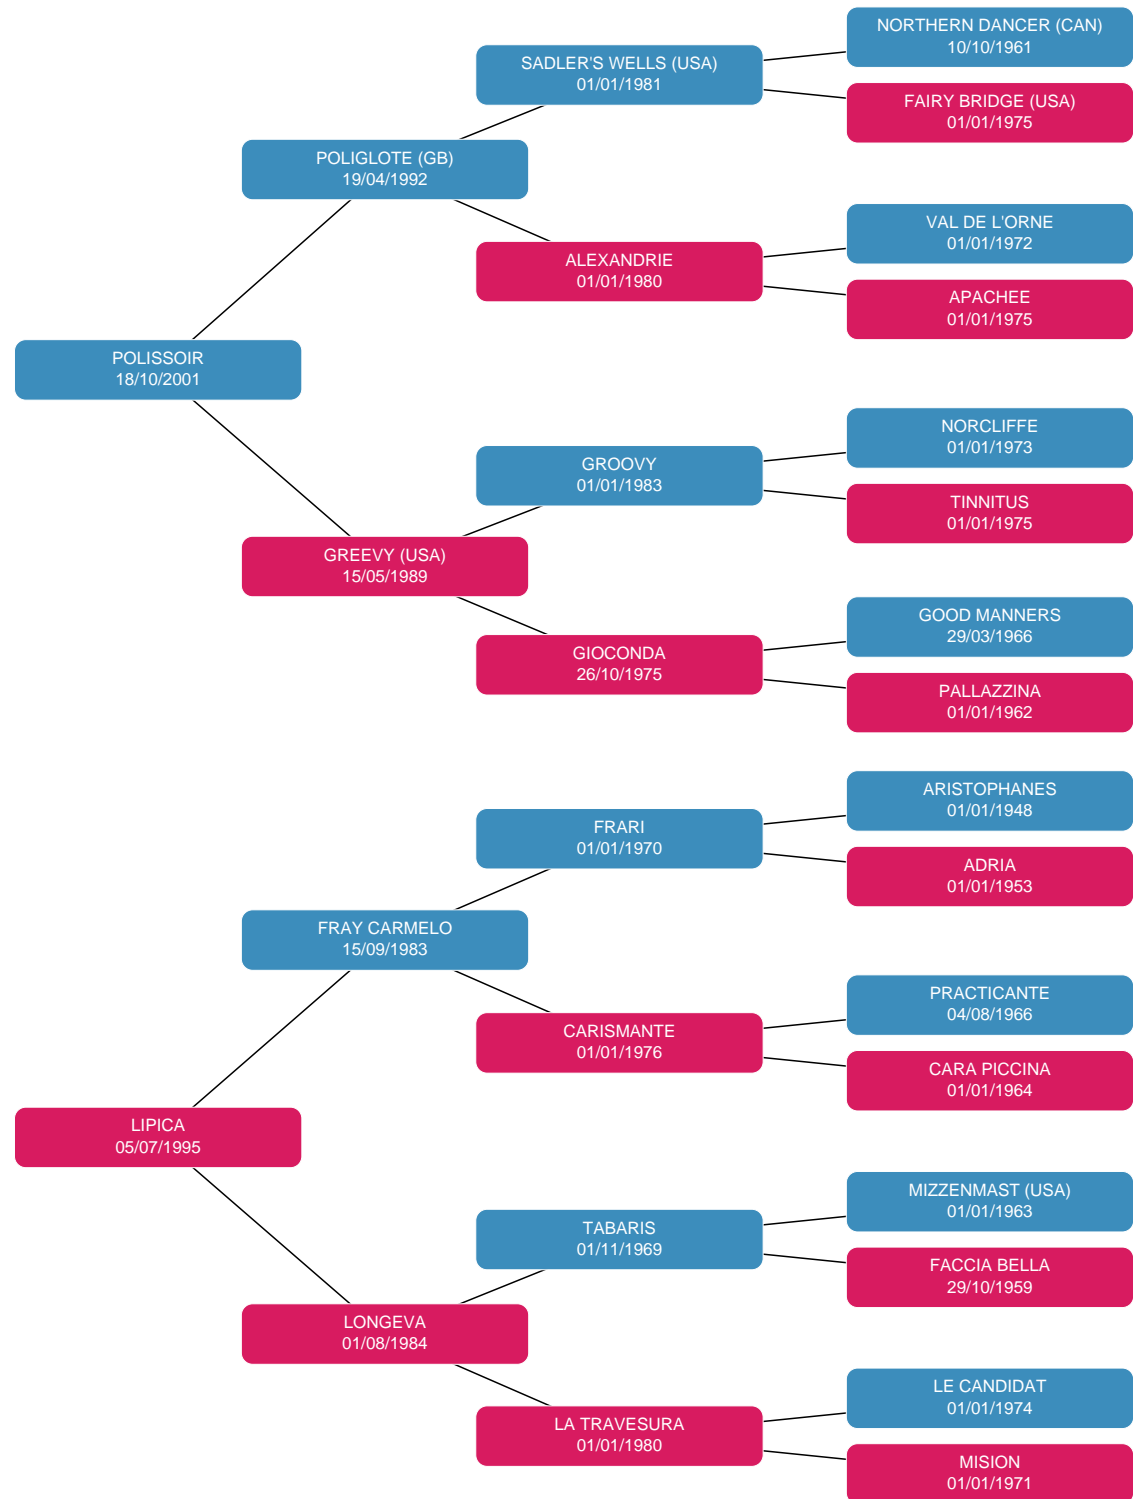 NORTHERN DANCER (CAN)
10/10/1961
SADLER'S WELLS (USA)
01/01/1981
FAIRY BRIDGE (USA)
01/01/1975
POLIGLOTE (GB)
19/04/1992
VAL DE L'ORNE
01/01/1972
ALEXANDRIE
01/01/1980
APACHEE
01/01/1975
POLISSOIR
18/10/2001
NORCLIFFE
01/01/1973
GROOVY
01/01/1983
TINNITUS
01/01/1975
GREEVY (USA)
15/05/1989
GOOD MANNERS
29/03/1966
GIOCONDA
26/10/1975
PALLAZZINA
01/01/1962
ARISTOPHANES
01/01/1948
FRARI
01/01/1970
ADRIA
01/01/1953
FRAY CARMELO
15/09/1983
PRACTICANTE
04/08/1966
CARISMANTE
01/01/1976
CARA PICCINA
01/01/1964
LIPICA
05/07/1995
MIZZENMAST (USA)
01/01/1963
TABARIS
01/11/1969
FACCIA BELLA
29/10/1959
LONGEVA
01/08/1984
LE CANDIDAT
01/01/1974
LA TRAVESURA
01/01/1980
MISION
01/01/1971